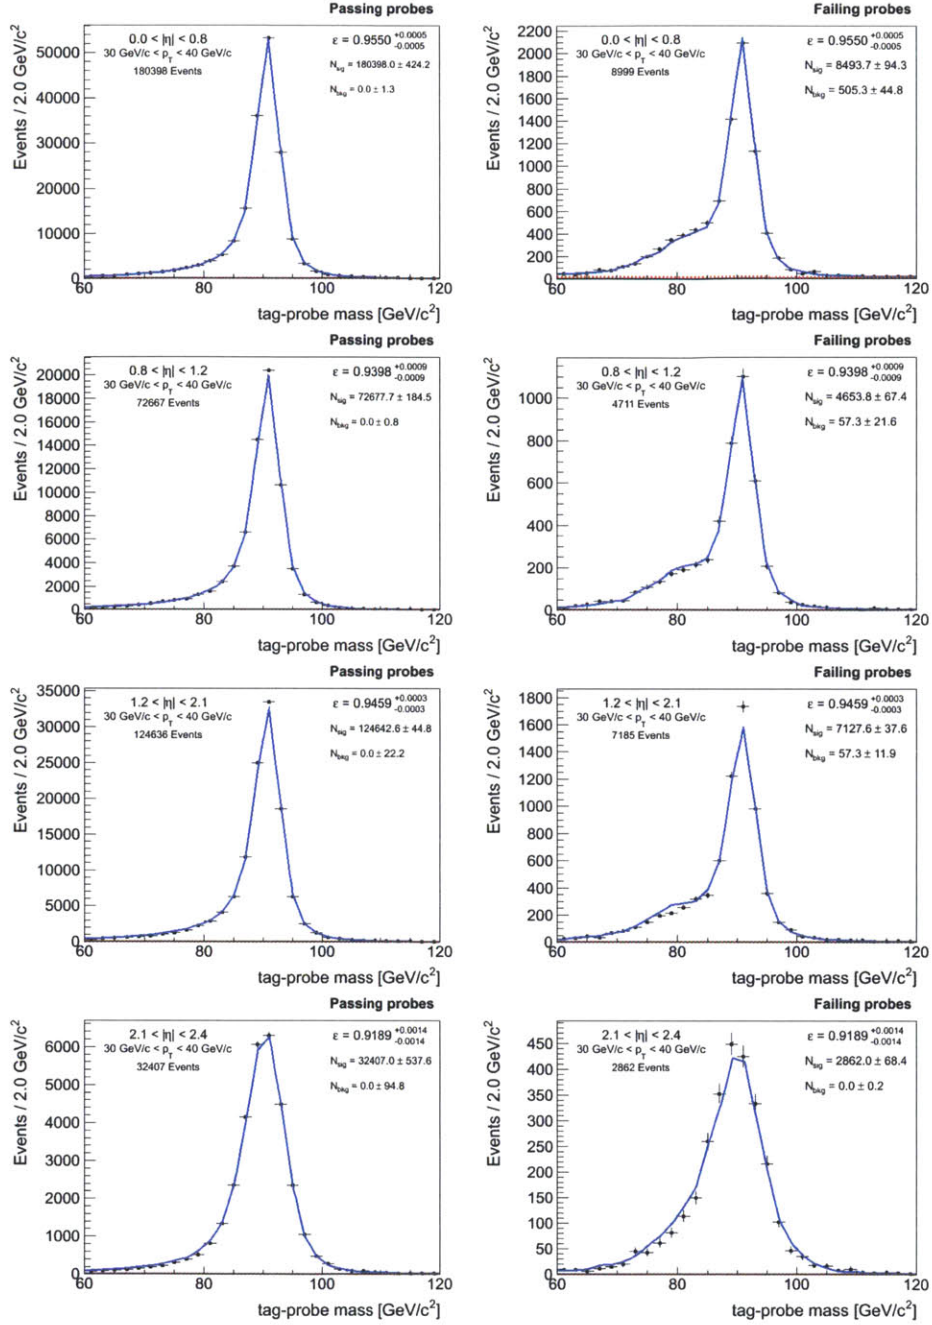 Passing probes
Events / 2.0 GeV/c²
0.0 < |η| < 0.8
30 GeV/c < p_T < 40 GeV/c
180398 Events
ε = 0.9550 +0.0005 -0.0005
N_sig = 180398.0 ± 424.2
N_bkg = 0.0 ± 1.3
50000
40000
30000
20000
10000
0
60 80 100 120
tag-probe mass [GeV/c²]
Failing probes
Events / 2.0 GeV/c²
0.0 < |η| < 0.8
30 GeV/c < p_T < 40 GeV/c
8999 Events
ε = 0.9550 +0.0005 -0.0005
N_sig = 8493.7 ± 94.3
N_bkg = 505.3 ± 44.8
2200
2000
1800
1600
1400
1200
1000
800
600
400
200
0
60 80 100 120
tag-probe mass [GeV/c²]
Passing probes
Events / 2.0 GeV/c²
0.8 < |η| < 1.2
30 GeV/c < p_T < 40 GeV/c
72667 Events
ε = 0.9398 +0.0009 -0.0009
N_sig = 72677.7 ± 184.5
N_bkg = 0.0 ± 0.8
20000
18000
16000
14000
12000
10000
8000
6000
4000
2000
0
60 80 100 120
tag-probe mass [GeV/c²]
Failing probes
Events / 2.0 GeV/c²
0.8 < |η| < 1.2
30 GeV/c < p_T < 40 GeV/c
4711 Events
ε = 0.9398 +0.0009 -0.0009
N_sig = 4653.8 ± 67.4
N_bkg = 57.3 ± 21.6
1000
800
600
400
200
0
60 80 100 120
tag-probe mass [GeV/c²]
Passing probes
Events / 2.0 GeV/c²
1.2 < |η| < 2.1
30 GeV/c < p_T < 40 GeV/c
124636 Events
ε = 0.9459 +0.0003 -0.0003
N_sig = 124642.6 ± 44.8
N_bkg = 0.0 ± 22.2
35000
30000
25000
20000
15000
10000
5000
0
60 80 100 120
tag-probe mass [GeV/c²]
Failing probes
Events / 2.0 GeV/c²
1.2 < |η| < 2.1
30 GeV/c < p_T < 40 GeV/c
7185 Events
ε = 0.9459 +0.0003 -0.0003
N_sig = 7127.6 ± 37.6
N_bkg = 57.3 ± 11.9
1800
1600
1400
1200
1000
800
600
400
200
0
60 80 100 120
tag-probe mass [GeV/c²]
Passing probes
Events / 2.0 GeV/c²
2.1 < |η| < 2.4
30 GeV/c < p_T < 40 GeV/c
32407 Events
ε = 0.9189 +0.0014 -0.0014
N_sig = 32407.0 ± 537.6
N_bkg = 0.0 ± 94.8
6000
5000
4000
3000
2000
1000
0
60 80 100 120
tag-probe mass [GeV/c²]
Failing probes
Events / 2.0 GeV/c²
2.1 < |η| < 2.4
30 GeV/c < p_T < 40 GeV/c
2862 Events
ε = 0.9189 +0.0014 -0.0014
N_sig = 2862.0 ± 68.4
N_bkg = 0.0 ± 0.2
450
400
350
300
250
200
150
100
50
0
60 80 100 120
tag-probe mass [GeV/c²]